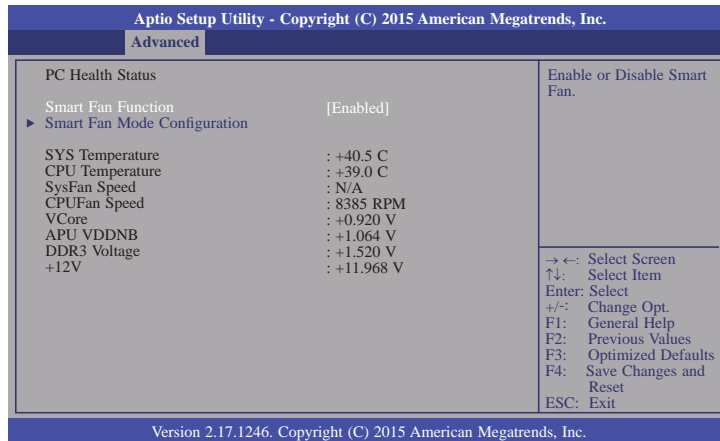 Aptio Setup Utility - Copyright (C) 2015 American Megatrends, Inc.
Advanced
PC Health Status
Smart Fan Function [Enabled]
► Smart Fan Mode Configuration
SYS Temperature : +40.5 C
CPU Temperature : +39.0 C
SysFan Speed : N/A
CPUFan Speed : 8385 RPM
VCore : +0.920 V
APU VDDNB : +1.064 V
DDR3 Voltage : +1.520 V
+12V : +11.968 V
Enable or Disable Smart
Fan.
→ ←: Select Screen
↑↓: Select Item
Enter: Select
+/-: Change Opt.
F1: General Help
F2: Previous Values
F3: Optimized Defaults
F4: Save Changes and
Reset
ESC: Exit
Version 2.17.1246. Copyright (C) 2015 American Megatrends, Inc.